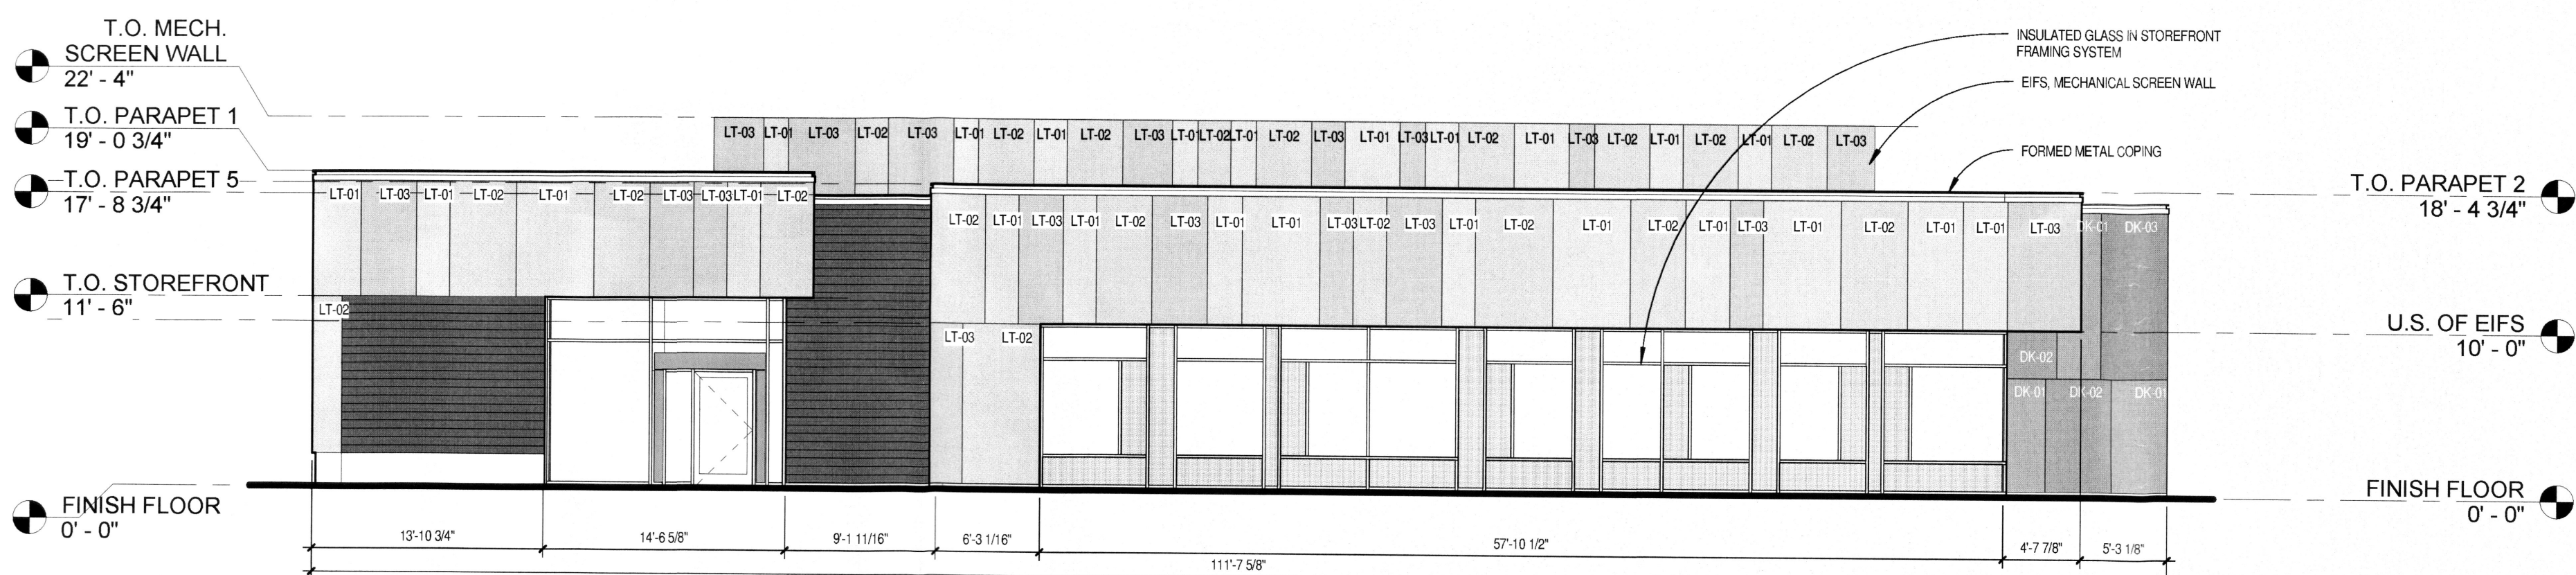 T.O. MECH.
SCREEN WALL
22' - 4"
T.O. PARAPET 1
19' - 0 3/4"
T.O. PARAPET 5
17' - 8 3/4"
T.O. STOREFRONT
11' - 6"
FINISH FLOOR
0' - 0"
INSULATED GLASS IN STOREFRONT
FRAMING SYSTEM
EIFS, MECHANICAL SCREEN WALL
FORMED METAL COPING
T.O. PARAPET 2
18' - 4 3/4"
U.S. OF EIFS
10' - 0"
FINISH FLOOR
0' - 0"
LT-03 LT-01 LT-03 LT-02 LT-03 LT-01 LT-02 LT-01 LT-02 LT-03 LT-01 LT-02 LT-01 LT-02 LT-03 LT-01 LT-03 LT-01 LT-02 LT-01 LT-03 LT-02 LT-01 LT-02 LT-01 LT-02 LT-03
LT-01 LT-03 LT-01 LT-02 LT-01 LT-02 LT-03 LT-03 LT-01 LT-02
LT-02 LT-01 LT-03 LT-01 LT-02 LT-03 LT-01 LT-01 LT-03 LT-02 LT-03 LT-01 LT-02 LT-01 LT-02 LT-01 LT-03 LT-01 LT-02 LT-01 LT-01 LT-03 DK-01 DK-03
LT-02
LT-03 LT-02
DK-02
DK-01 DK-02 DK-01
13'-10 3/4" 14'-6 5/8" 9'-1 11/16" 6'-3 1/16" 57'-10 1/2" 4'-7 7/8" 5'-3 1/8"
111'-7 5/8"